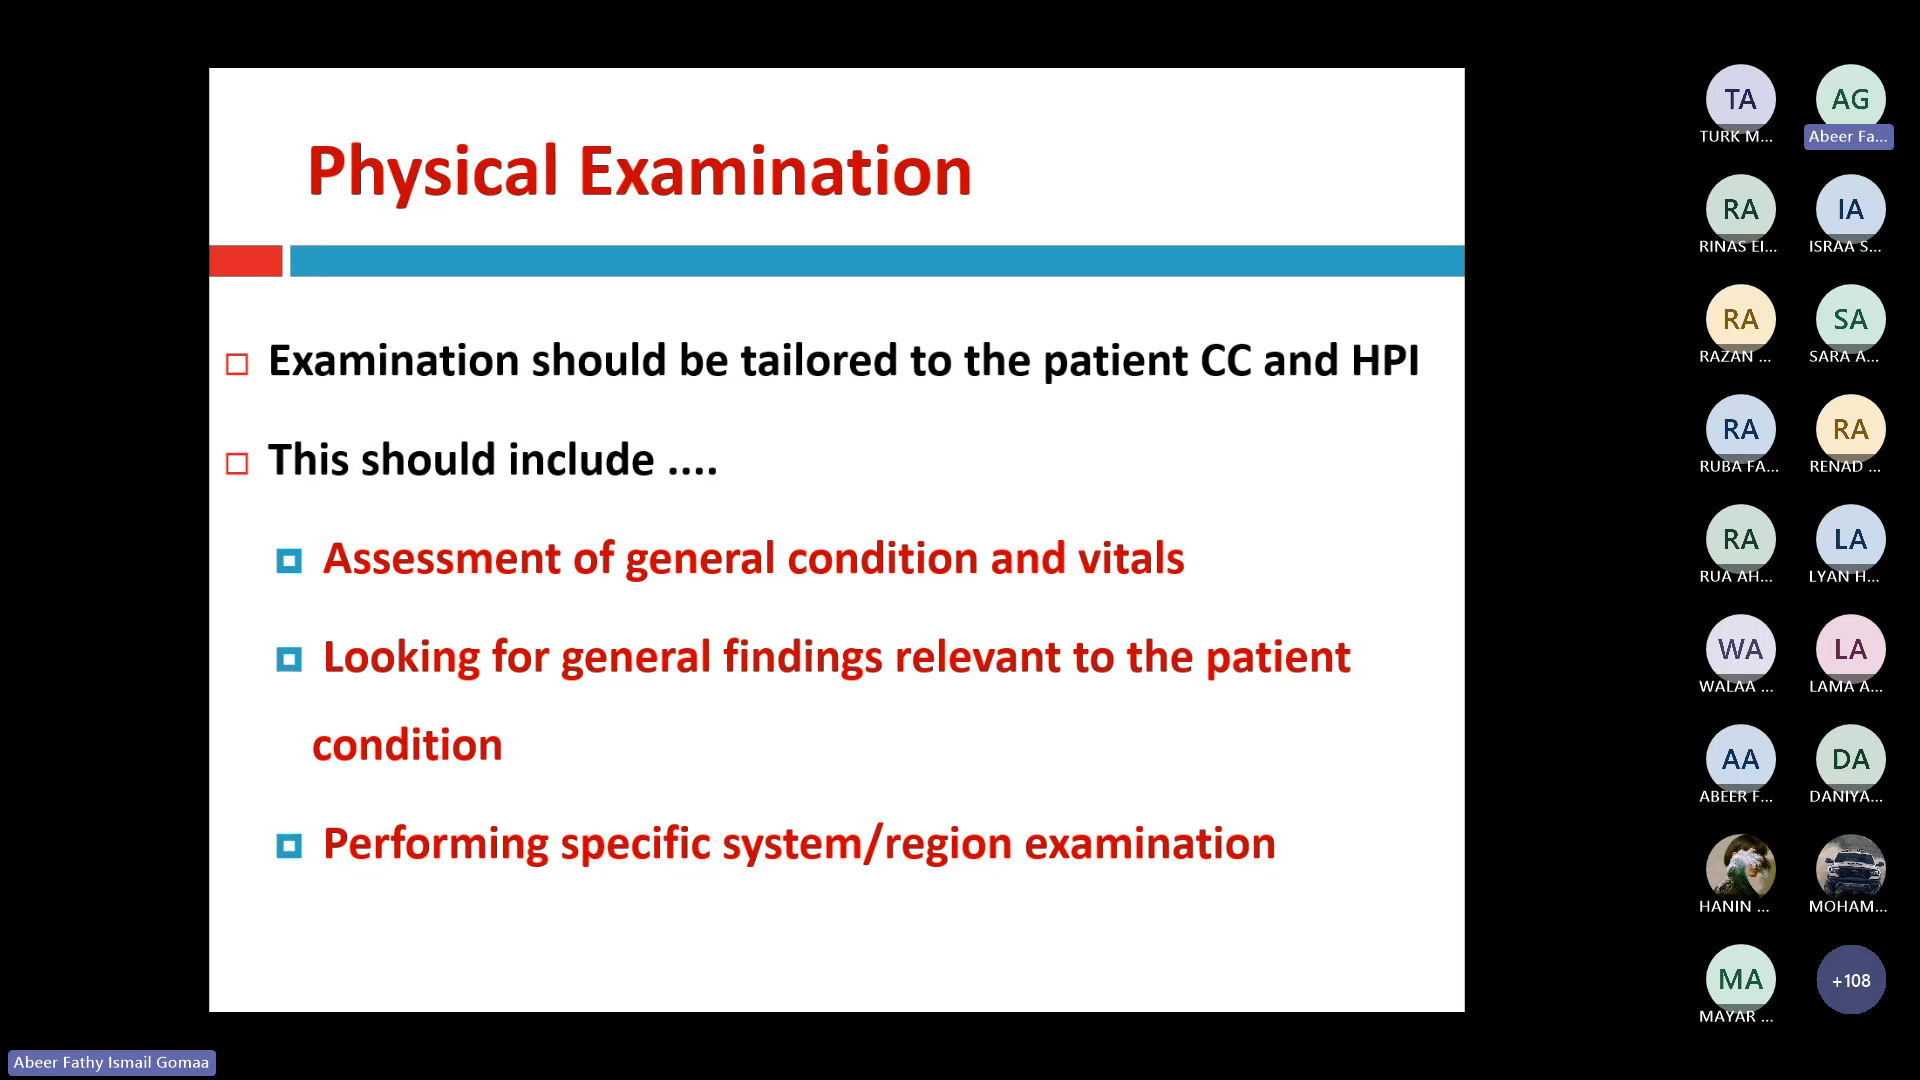 Physical Examination
Examination should be tailored to the patient CC and HPI
This should include ....
Assessment of general condition and vitals
Looking for general findings relevant to the patient
condition
Performing specific system/region examination
TA
TURK M...
AG
Abeer Fa...
RA
RINAS EI...
IA
ISRAA S...
RA
RAZAN ...
SA
SARA A...
RA
RUBA FA...
RA
RENAD ...
RA
RUA AH...
LA
LYAN H...
WA
WALAA ...
LA
LAMA A...
AA
ABEER F...
DA
DANIYA...
HANIN ...
MOHAM...
MA
MAYAR ...
+108
Abeer Fathy Ismail Gomaa